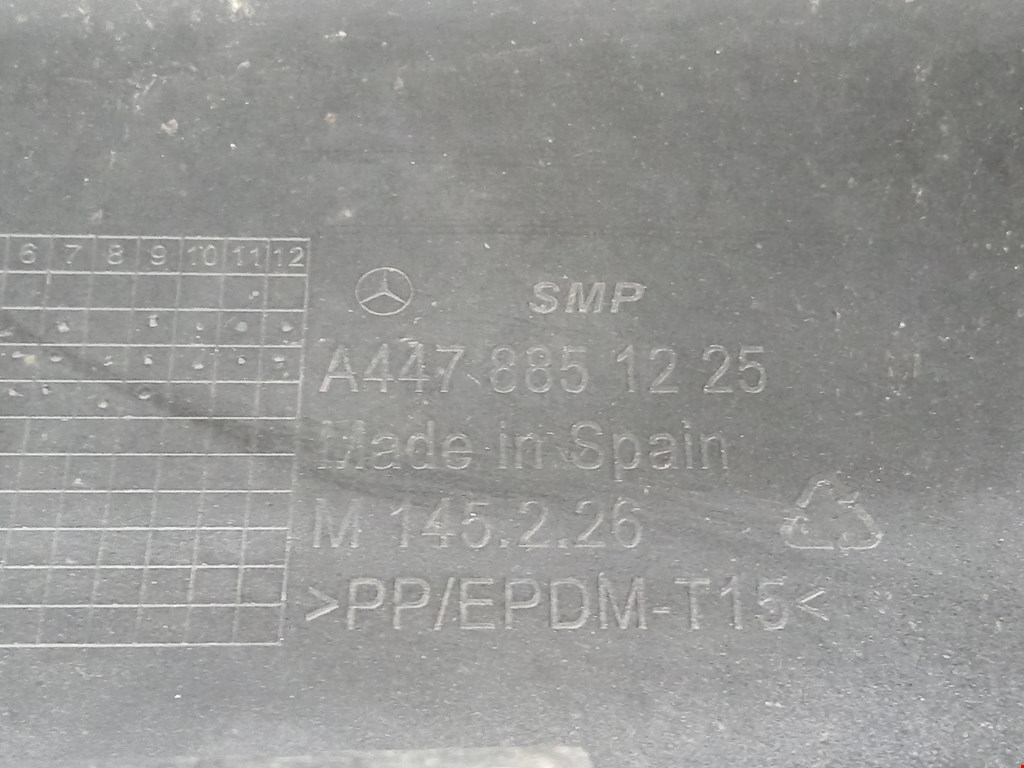 6 7 8 9 10 11 12
SMP
A447 885 12 25
Made in Spain
M 145.2.26
>PP/EPDM-T15<